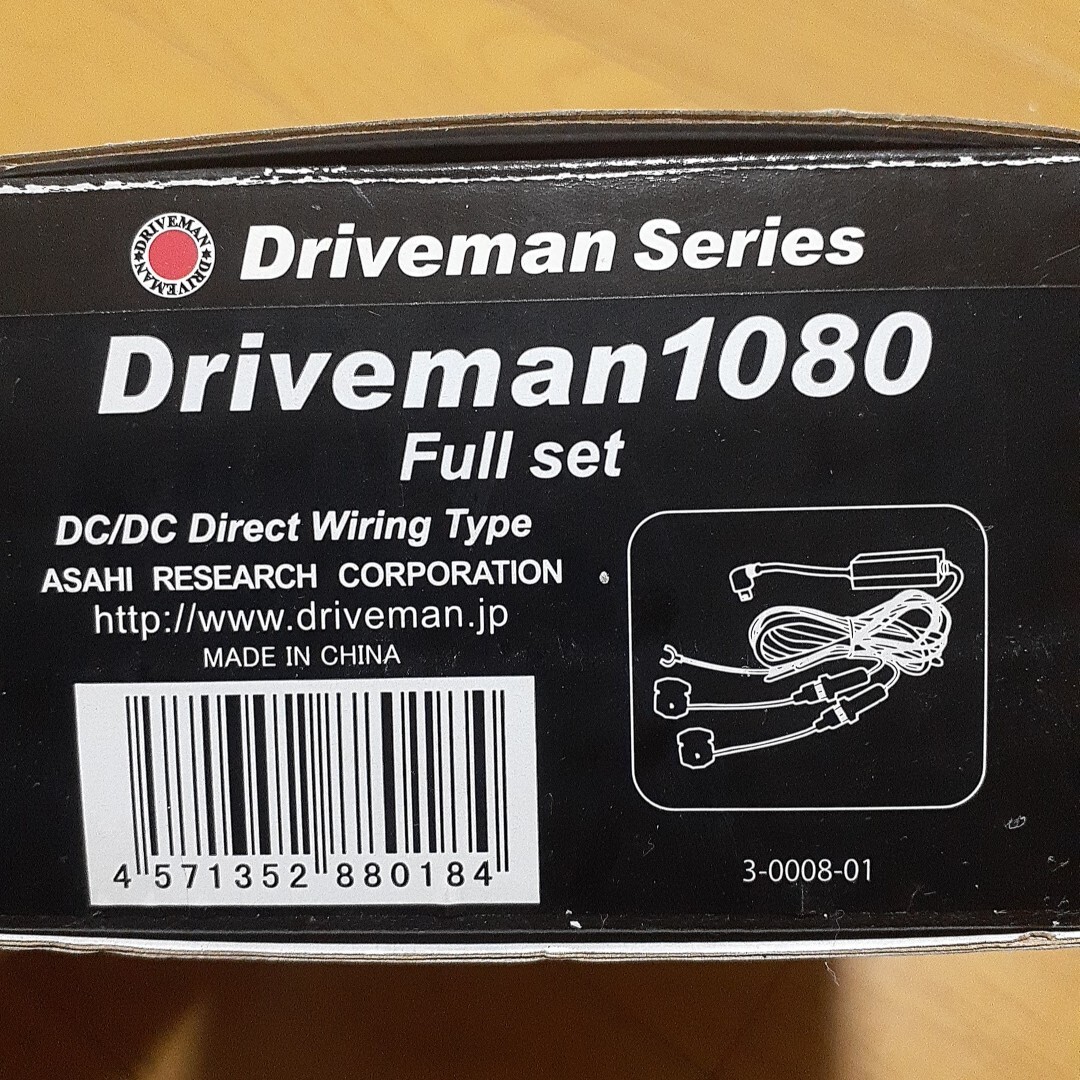 DRIVEMAN★DRIVEMAN★
Driveman Series
Driveman1080
Full set
DC/DC Direct Wiring Type
ASAHI RESEARCH CORPORATION
http://www.driveman.jp
MADE IN CHINA
4 571352 880184
3-0008-01